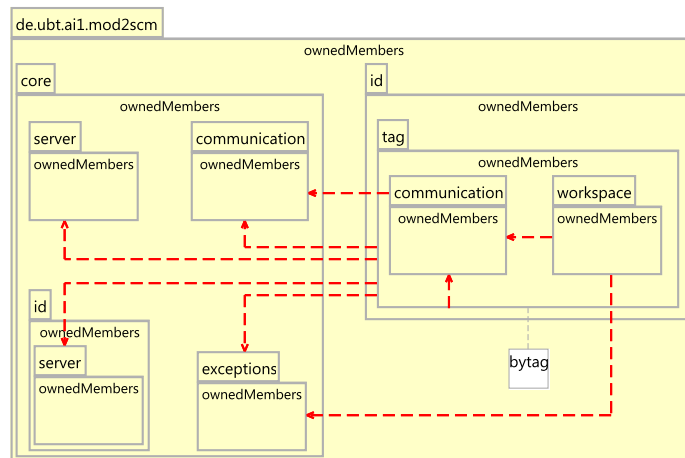 de.ubt.ai1.mod2scm
ownedMembers
core
id
ownedMembers
ownedMembers
server
communication
tag
ownedMembers
ownedMembers
ownedMembers
communication
workspace
ownedMembers
ownedMembers
id
ownedMembers
server
exceptions
bytag
ownedMembers
ownedMembers